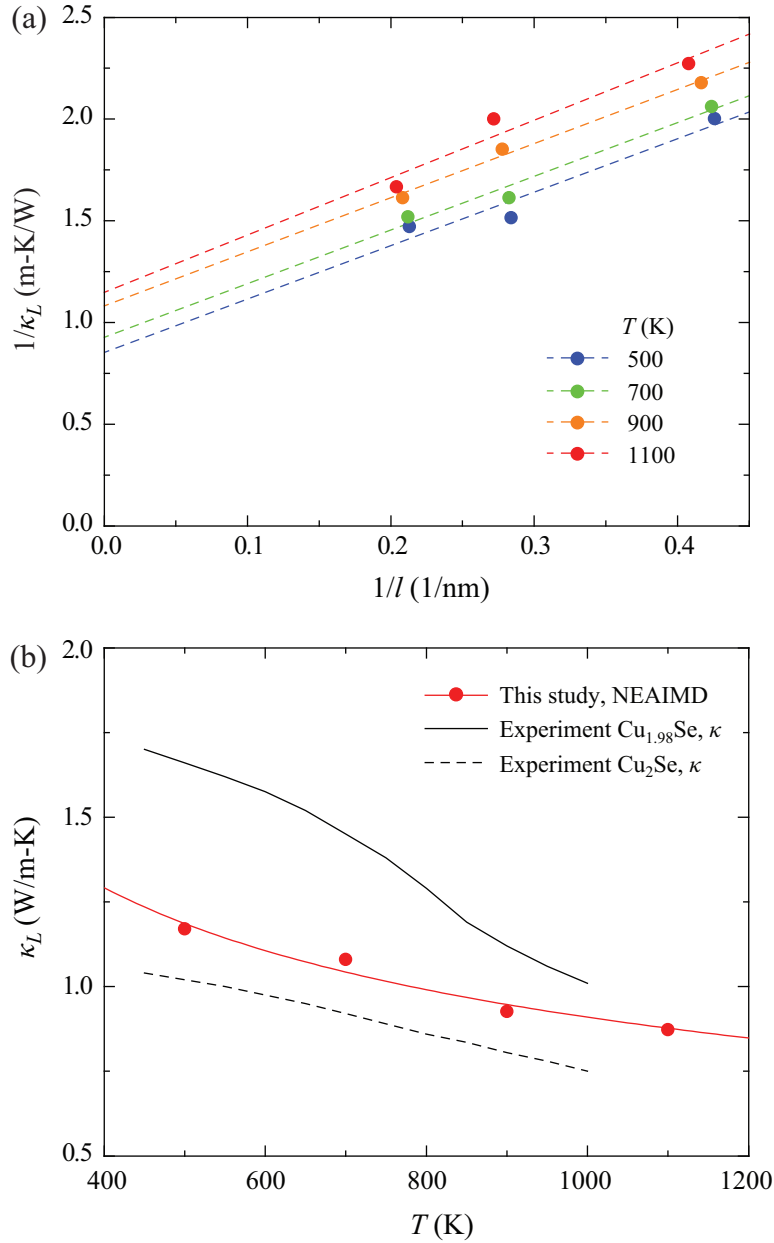 (a)
2.5
2.0
1.5
1.0
0.5
0.0
1/κL (m-K/W)
T (K)
500
700
900
1100
0.0 0.1 0.2 0.3 0.4
1/l (1/nm)
(b)
2.0
1.5
1.0
0.5
κL (W/m-K)
This study, NEAIMD
Experiment Cu1.98Se, κ
Experiment Cu2Se, κ
400 600 800 1000 1200
T (K)